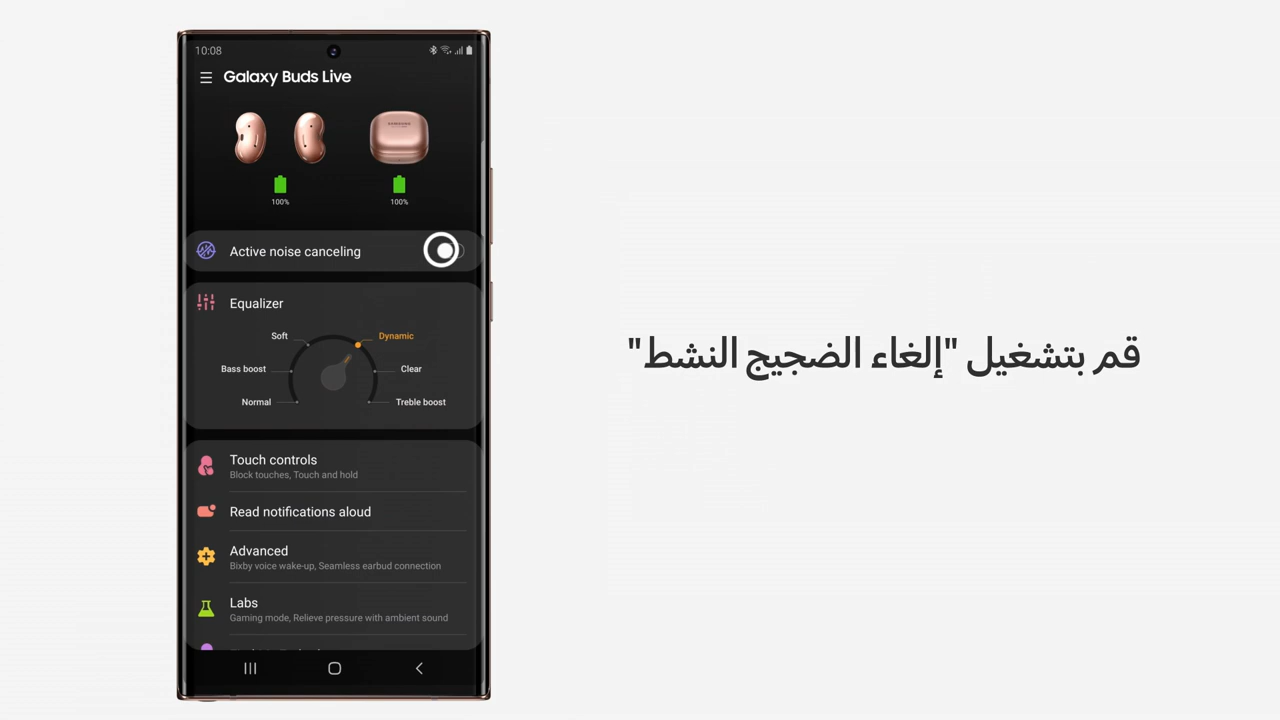 10:08
Galaxy Buds Live
SAMSUNG
100%
100%
Active noise canceling
Equalizer
Soft
Dynamic
Bass boost
Clear
Normal
Treble boost
Touch controls
Block touches, Touch and hold
Read notifications aloud
Advanced
Bixby voice wake-up, Seamless earbud connection
Labs
Gaming mode, Relieve pressure with ambient sound
قم بتشغيل "إلغاء الضجيج النشط"